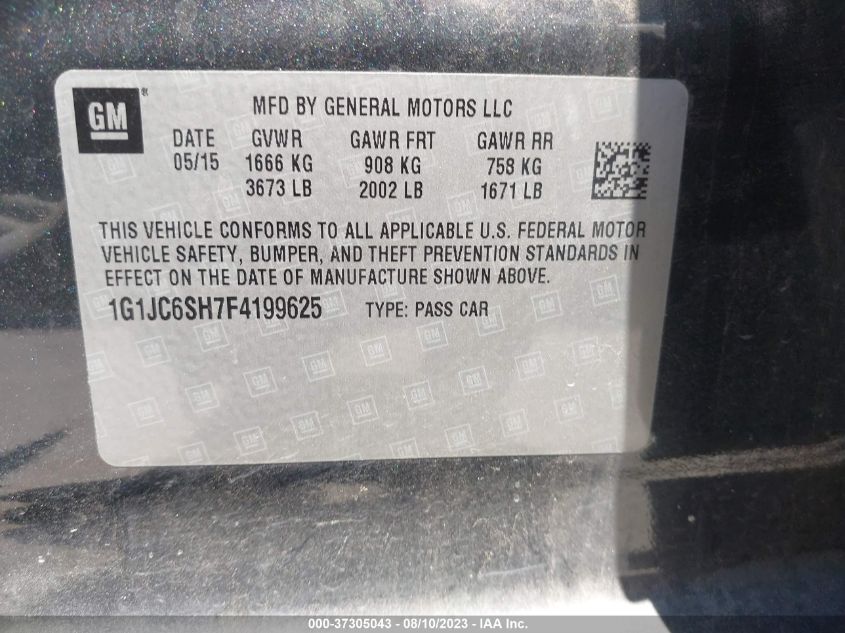 GM®
MFD BY GENERAL MOTORS LLC
DATE GVWR GAWR FRT GAWR RR
05/15 1666 KG 908 KG 758 KG
3673 LB 2002 LB 1671 LB
THIS VEHICLE CONFORMS TO ALL APPLICABLE U.S. FEDERAL MOTOR
VEHICLE SAFETY, BUMPER, AND THEFT PREVENTION STANDARDS IN
EFFECT ON THE DATE OF MANUFACTURE SHOWN ABOVE.
1G1JC6SH7F4199625 TYPE: PASS CAR
000-37305043 - 08/10/2023 - IAA Inc.